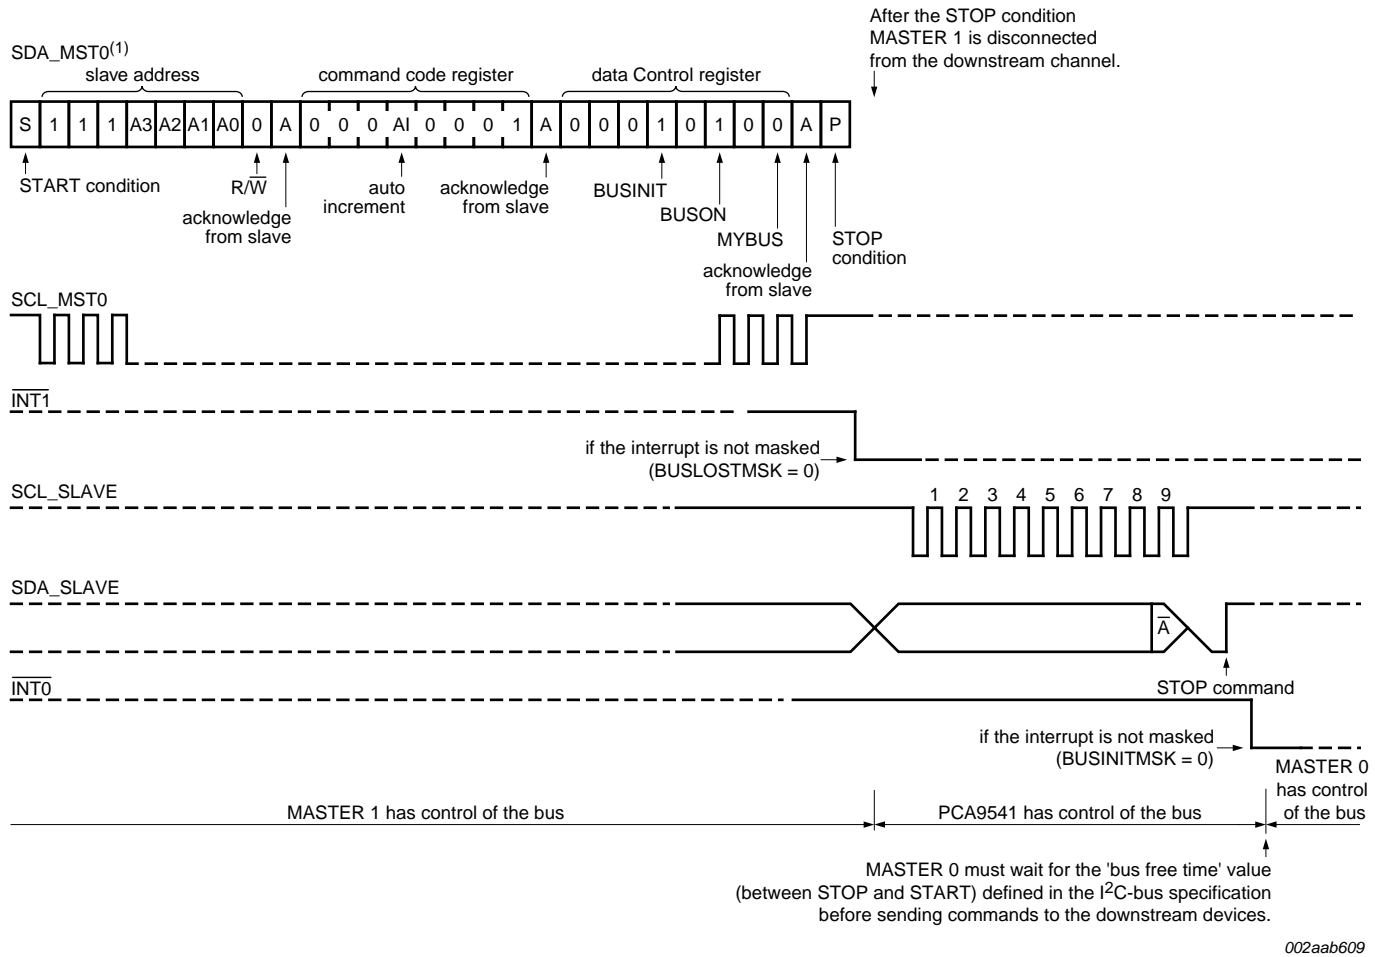 After the STOP condition
MASTER 1 is disconnected
from the downstream channel.
SDA_MST0(1)
slave address
command code register
data Control register
S 1 1 1 A3 A2 A1 A0 0 A 0 0 0 AI 0 0 0 1 A 0 0 0 1 0 1 0 0 A P
START condition
R/W̅
acknowledge
from slave
auto
increment
acknowledge
from slave
BUSINIT
BUSON
MYBUS
acknowledge
from slave
STOP
condition
SCL_MST0
I̅N̅T̅1̅
if the interrupt is not masked
(BUSLOSTMSK = 0)
SCL_SLAVE
1 2 3 4 5 6 7 8 9
SDA_SLAVE
A̅
STOP command
I̅N̅T̅0̅
if the interrupt is not masked
(BUSINITMSK = 0)
MASTER 1 has control of the bus
PCA9541 has control of the bus
MASTER 0
has control
of the bus
MASTER 0 must wait for the 'bus free time' value
(between STOP and START) defined in the I2C-bus specification
before sending commands to the downstream devices.
002aab609